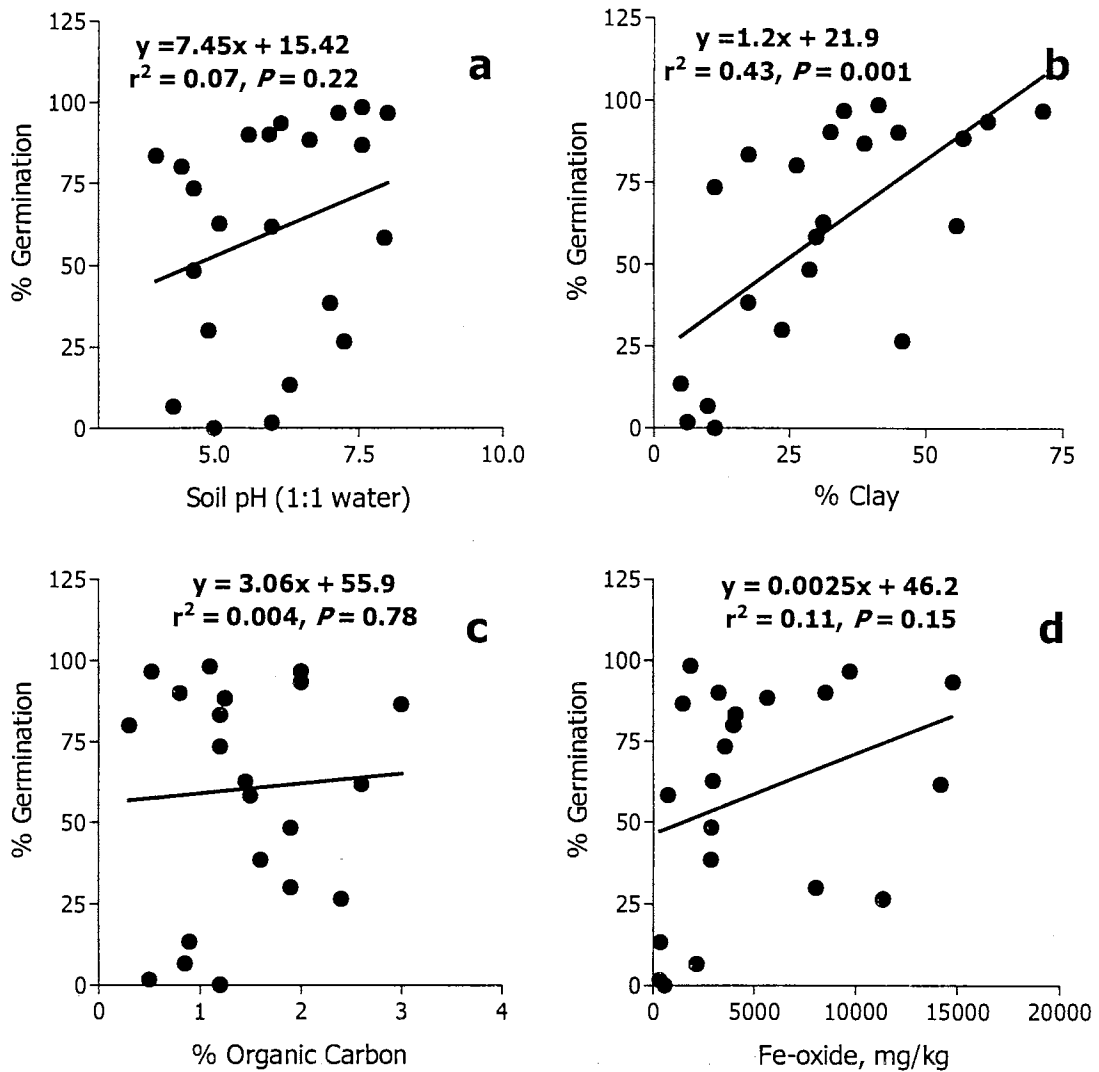 y =7.45x + 15.42
r² = 0.07, P = 0.22
a
125
100
75
50
25
0
% Germination
5.0 7.5 10.0
Soil pH (1:1 water)
y =1.2x + 21.9
r² = 0.43, P = 0.001
b
125
100
75
50
25
0
% Germination
0 25 50 75
% Clay
y = 3.06x + 55.9
r² = 0.004, P = 0.78
c
125
100
75
50
25
0
% Germination
0 1 2 3 4
% Organic Carbon
y = 0.0025x + 46.2
r² = 0.11, P = 0.15
d
125
100
75
50
25
0
% Germination
0 5000 10000 15000 20000
Fe-oxide, mg/kg